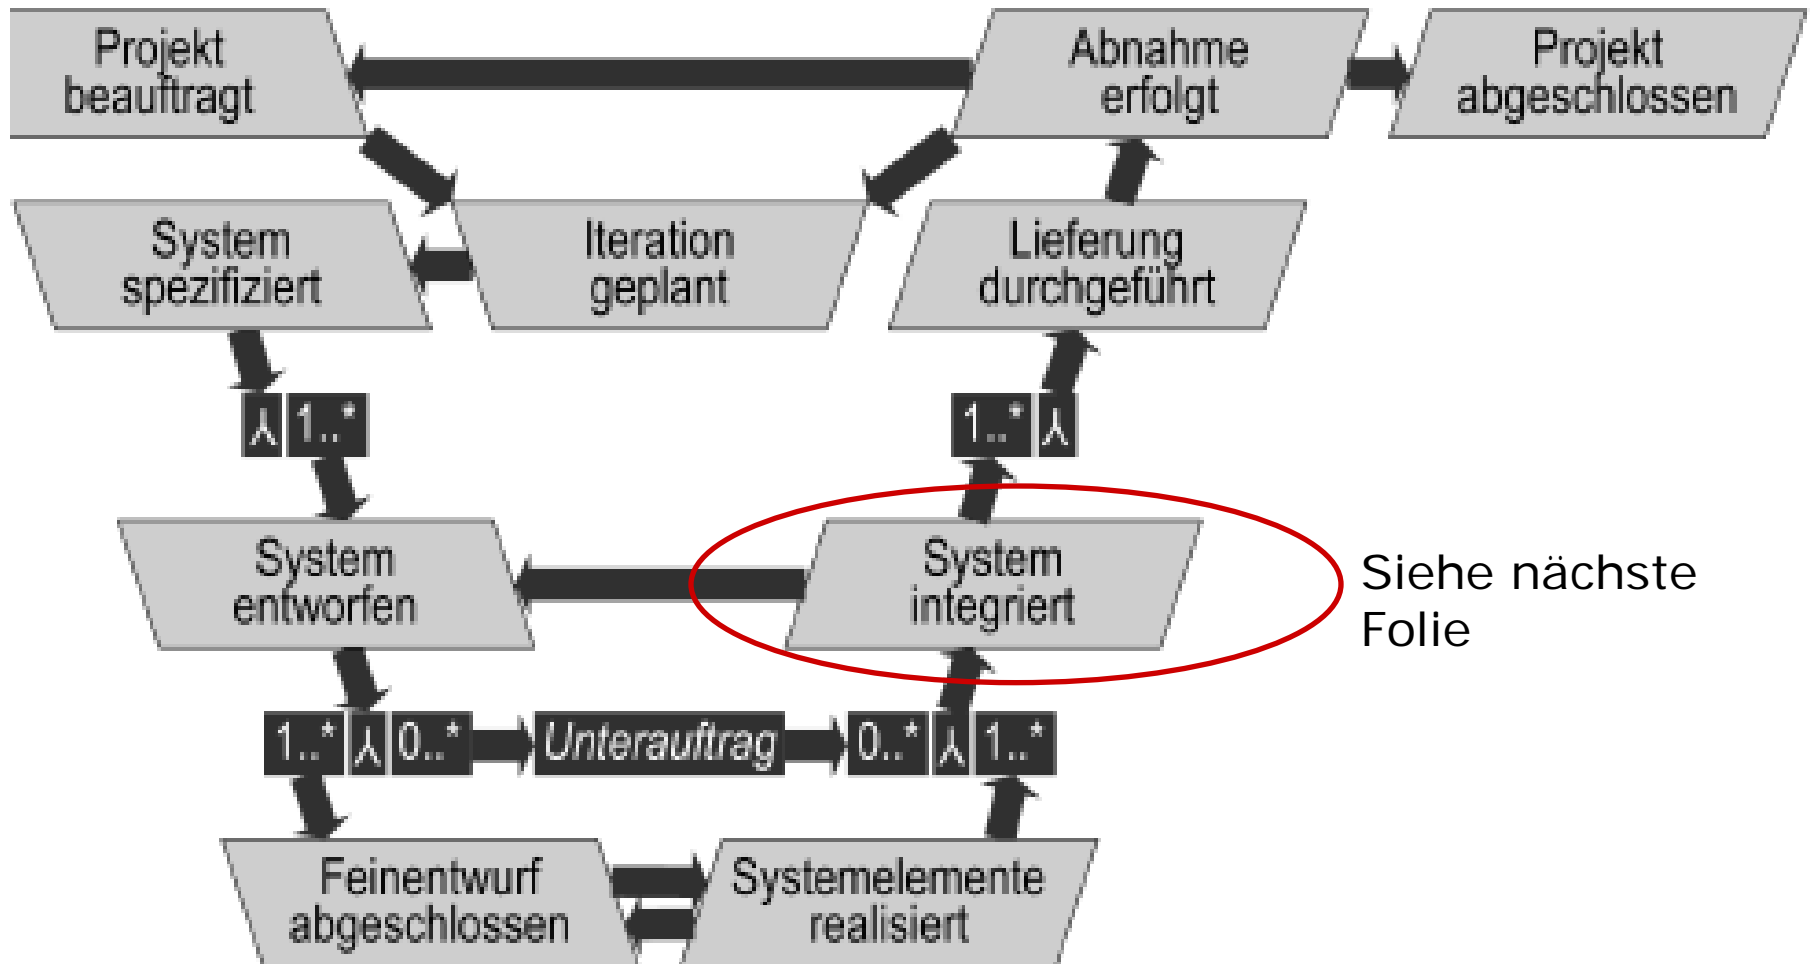 Projekt
beauftragt
Abnahme
erfolgt
Projekt
abgeschlossen
System
spezifiziert
Iteration
geplant
Lieferung
durchgeführt
1..*
1..*
System
entworfen
System
integriert
Siehe nächste
Folie
1..*
0..*
Unterauftrag
0..*
1..*
Feinentwurf
abgeschlossen
Systemelemente
realisiert